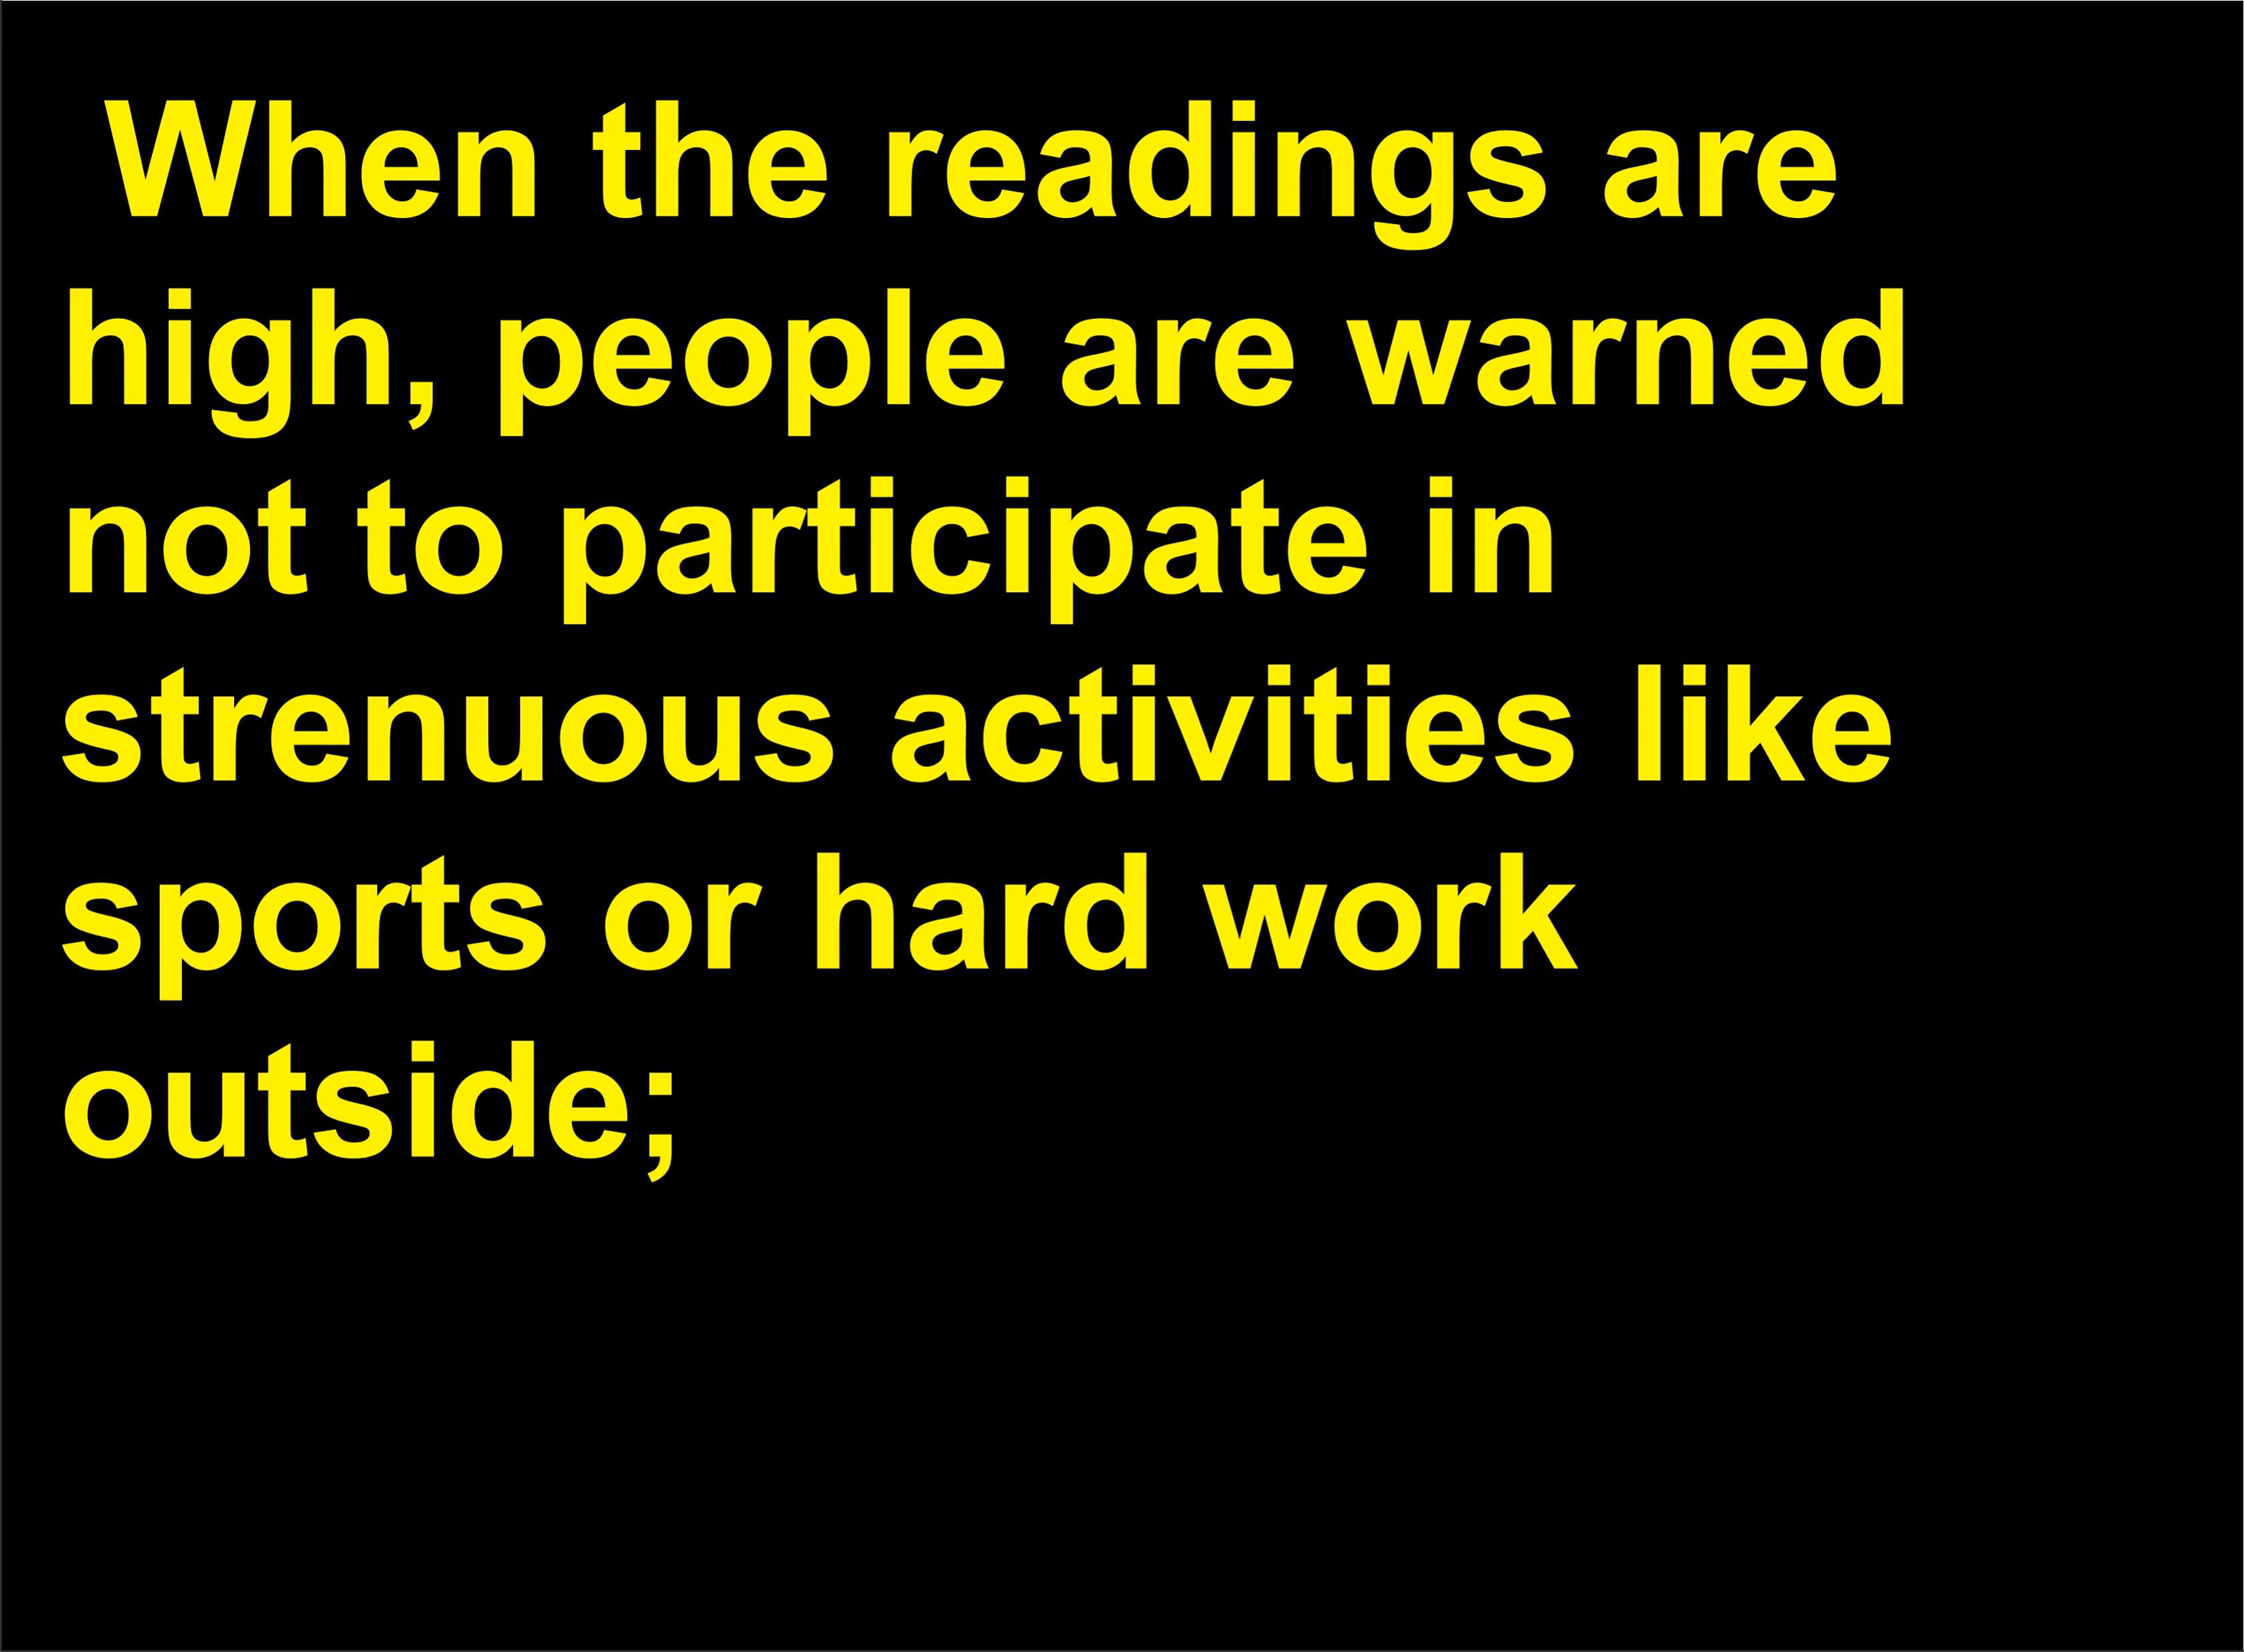 When the readings are
high, people are warned
not to participate in
strenuous activities like
sports or hard work
outside;